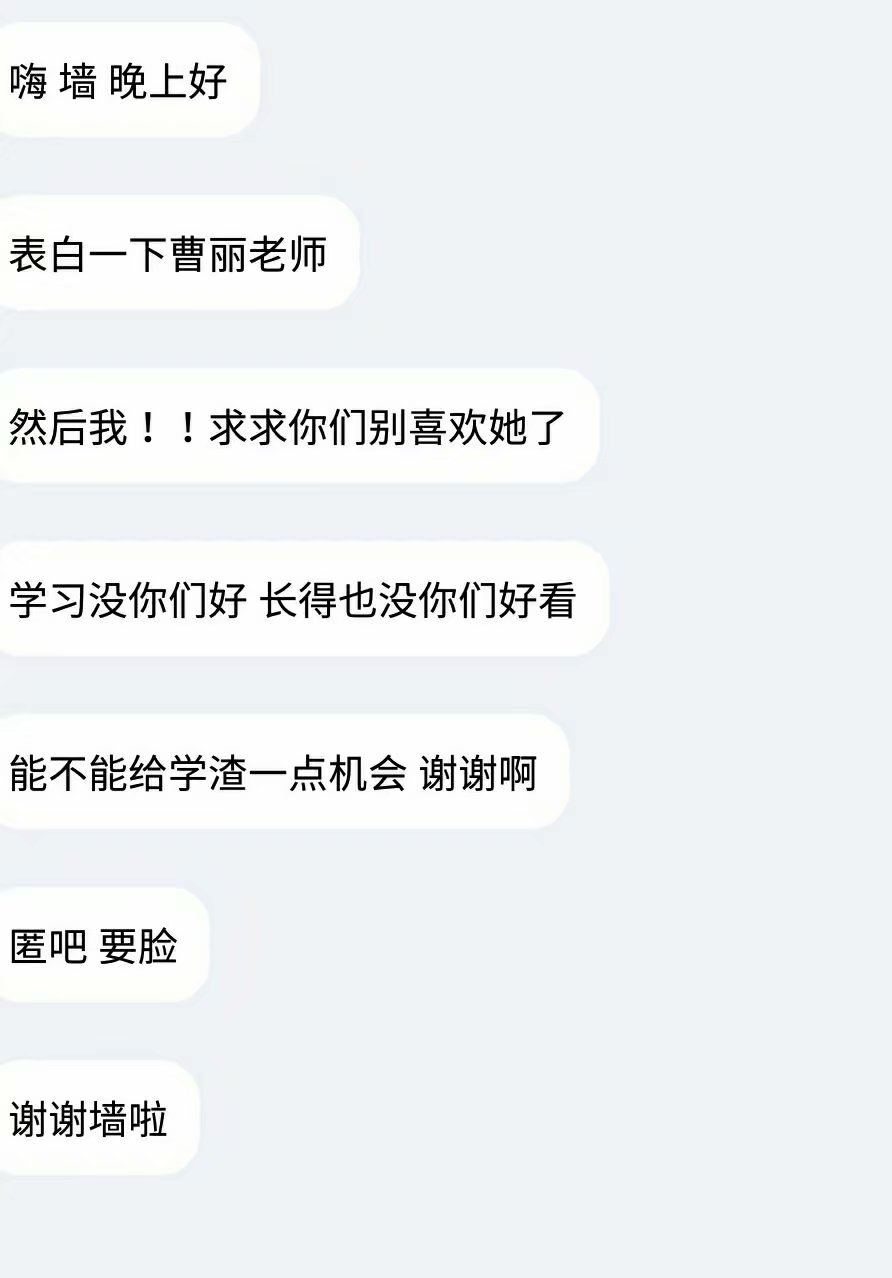 嗨 墙 晚上好
表白一下曹丽老师
然后我！！求求你们别喜欢她了
学习没你们好 长得也没你们好看
能不能给学渣一点机会 谢谢啊
匿吧 要脸
谢谢墙啦